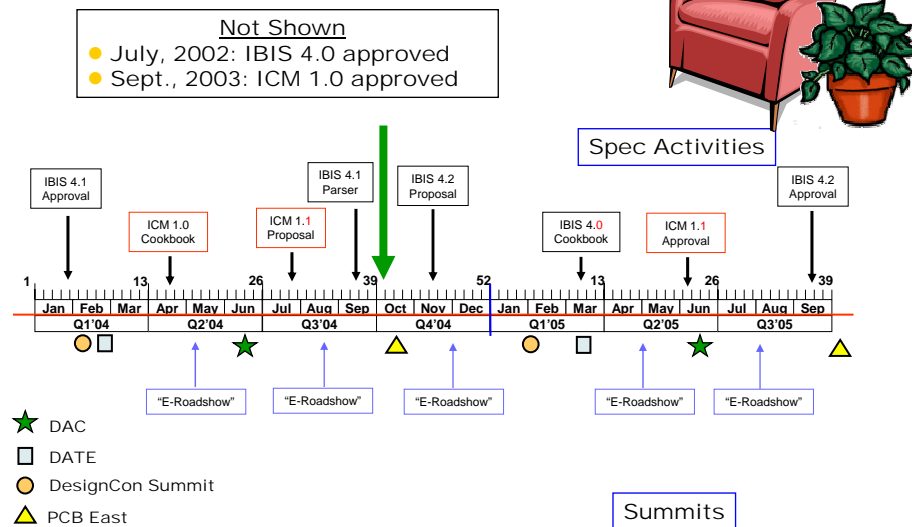 Not Shown
July, 2002: IBIS 4.0 approved
Sept., 2003: ICM 1.0 approved
Spec Activities
IBIS 4.1
Approval
ICM 1.0
Cookbook
ICM 1.1
Proposal
IBIS 4.1
Parser
IBIS 4.2
Proposal
IBIS 4.0
Cookbook
ICM 1.1
Approval
IBIS 4.2
Approval
1 13 26 39 52 13 26 39
Jan Feb Mar Apr May Jun Jul Aug Sep Oct Nov Dec Jan Feb Mar Apr May Jun Jul Aug Sep
Q1'04 Q2'04 Q3'04 Q4'04 Q1'05 Q2'05 Q3'05
"E-Roadshow" "E-Roadshow" "E-Roadshow" "E-Roadshow" "E-Roadshow"
DAC
DATE
DesignCon Summit
PCB East
Summits